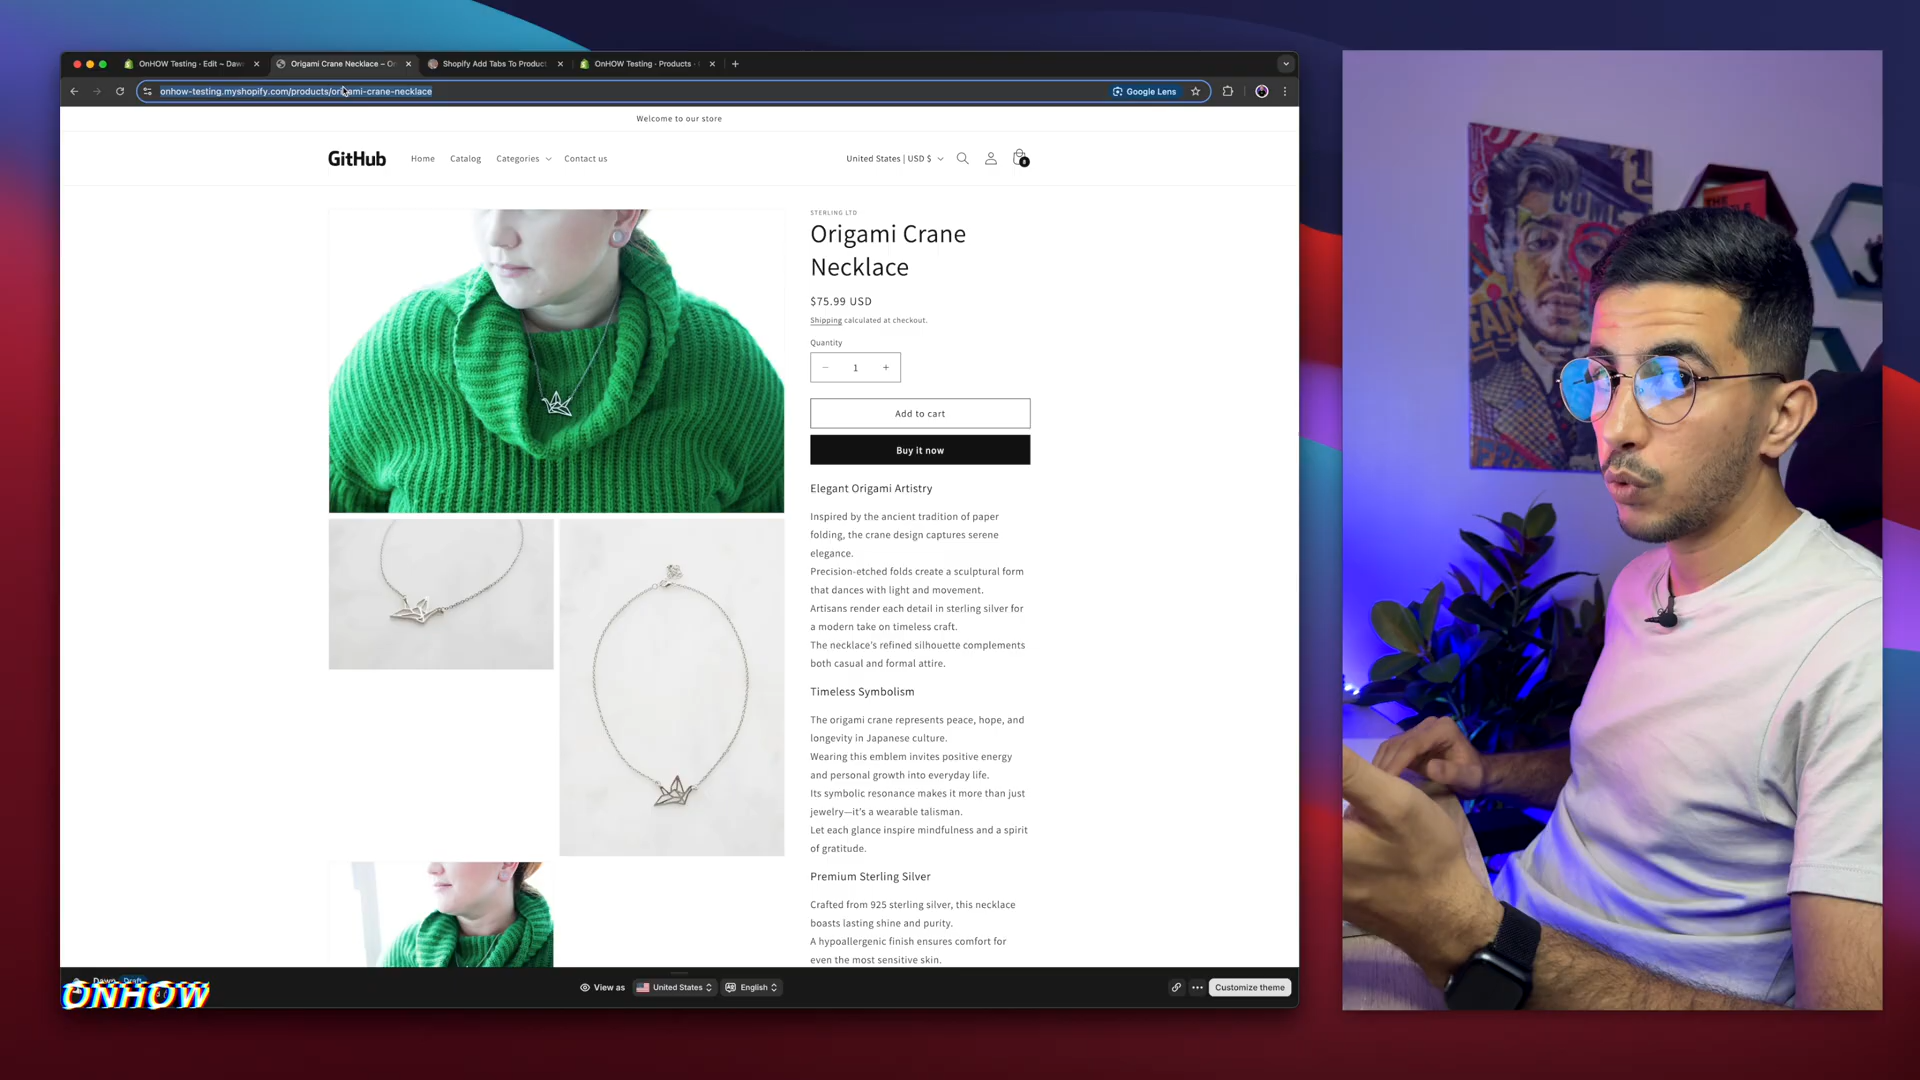 OnHOW Testing · Edit ~ Daw
Origami Crane Necklace – O
Shopify Add Tabs To Product
OnHOW Testing · Products ·
onhow-testing.myshopify.com/products/origami-crane-necklace
Google Lens
Welcome to our store
GitHub
Home
Catalog
Categories
Contact us
United States | USD $
STERLING LTD
Origami Crane
Necklace
$75.99 USD
Shipping calculated at checkout.
Quantity
− 1 +
Add to cart
Buy it now
Elegant Origami Artistry
Inspired by the ancient tradition of paper
folding, the crane design captures serene
elegance.
Precision-etched folds create a sculptural form
that dances with light and movement.
Artisans render each detail in sterling silver for
a modern take on timeless craft.
The necklace's refined silhouette complements
both casual and formal attire.
Timeless Symbolism
The origami crane represents peace, hope, and
longevity in Japanese culture.
Wearing this emblem invites positive energy
and personal growth into everyday life.
Its symbolic resonance makes it more than just
jewelry—it's a wearable talisman.
Let each glance inspire mindfulness and a spirit
of gratitude.
Premium Sterling Silver
Crafted from 925 sterling silver, this necklace
boasts lasting shine and purity.
A hypoallergenic finish ensures comfort for
even the most sensitive skin.
Dawn Draft
ONHOW
View as
United States
English
Customize theme
THE
COME
FAN